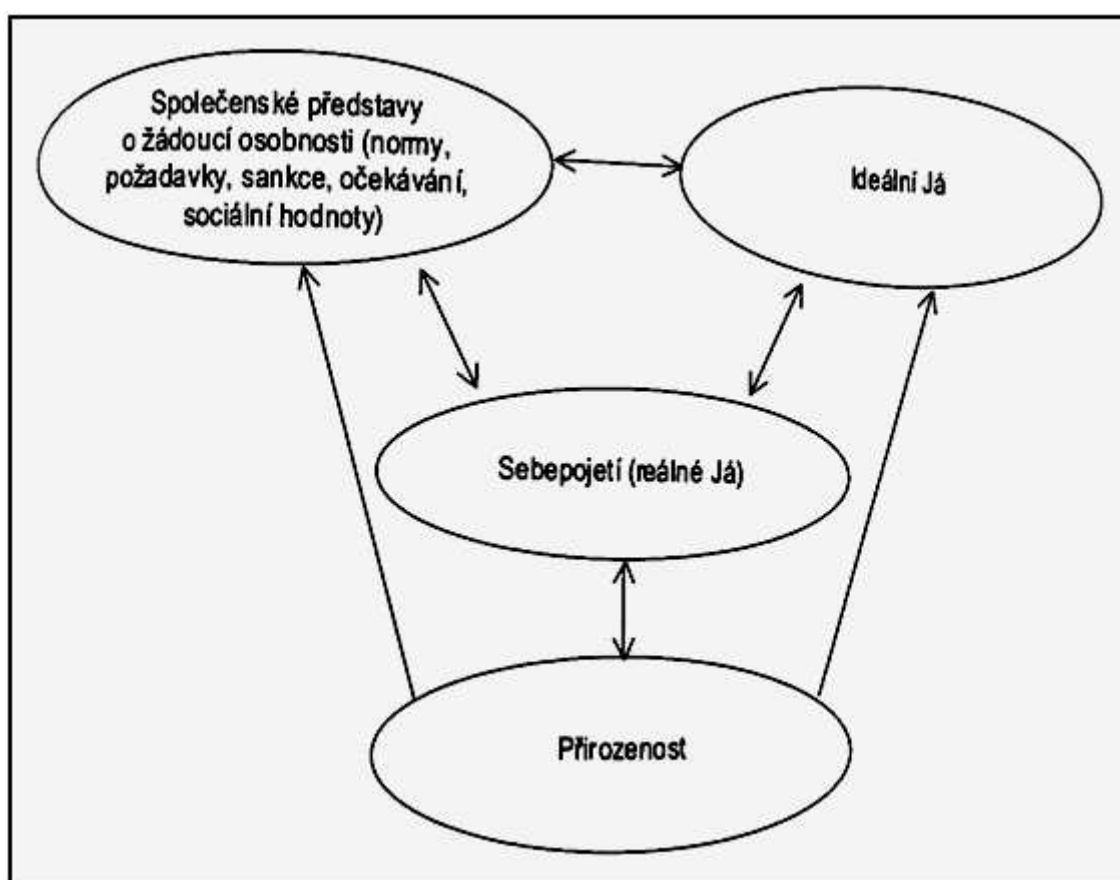 Společenské představy
o žádoucí osobnosti (normy,
požadavky, sankce, očekávání,
sociální hodnoty)
Ideální Já
Sebepojetí (reálné Já)
Přirozenost